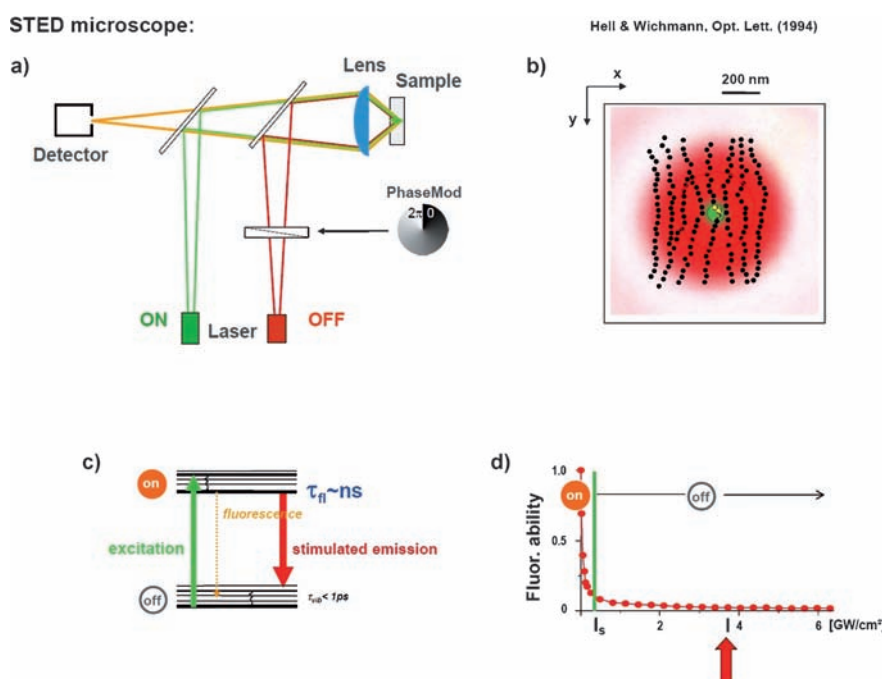 STED microscope:
Hell & Wichmann, Opt. Lett. (1994)
a)
Lens
Sample
Detector
PhaseMod
2π 0
ON
Laser
OFF
b)
x
y
200 nm
c)
on
τfl~ns
fluorescence
excitation
stimulated emission
off
τvib< 1ps
d)
Fluor. ability
1.0
on
off
0.5
0
Is
2
I
4
6
[GW/cm²]